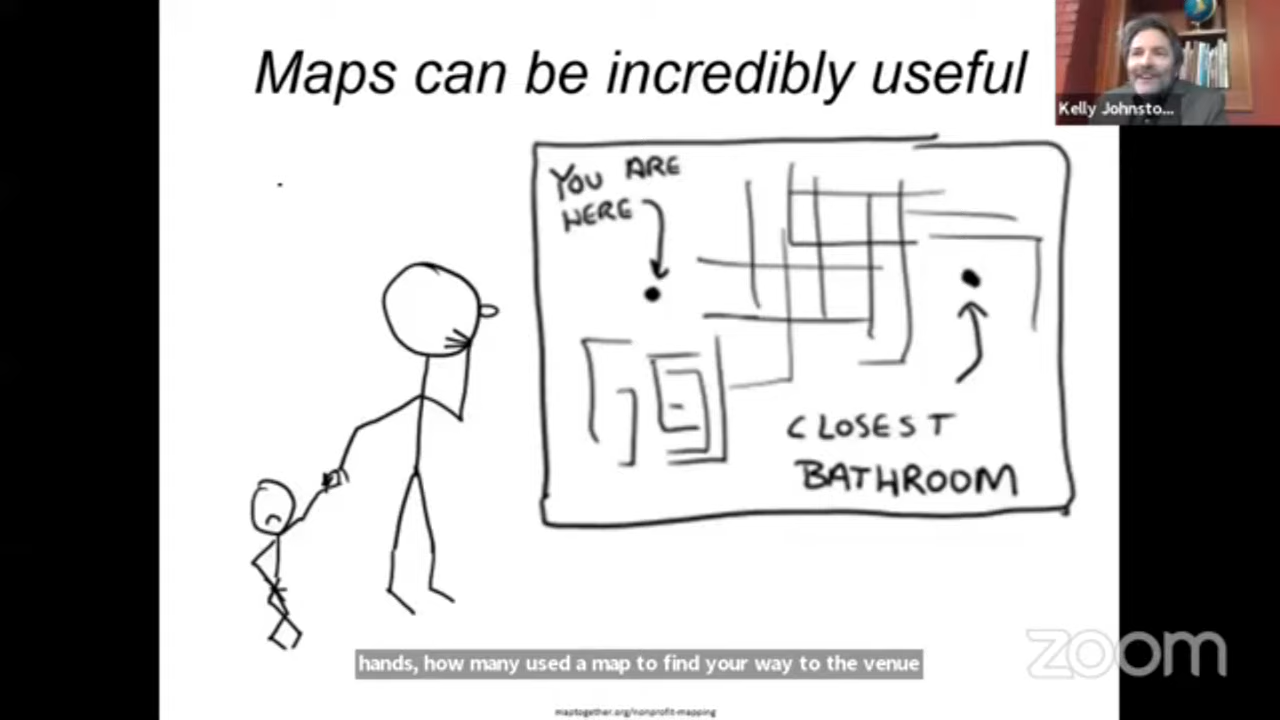 Maps can be incredibly useful
Kelly Johnsto...
YOU ARE
HERE
CLOSEST
BATHROOM
hands, how many used a map to find your way to the venue
zoom
maptogether.org/nonprofit-mapping